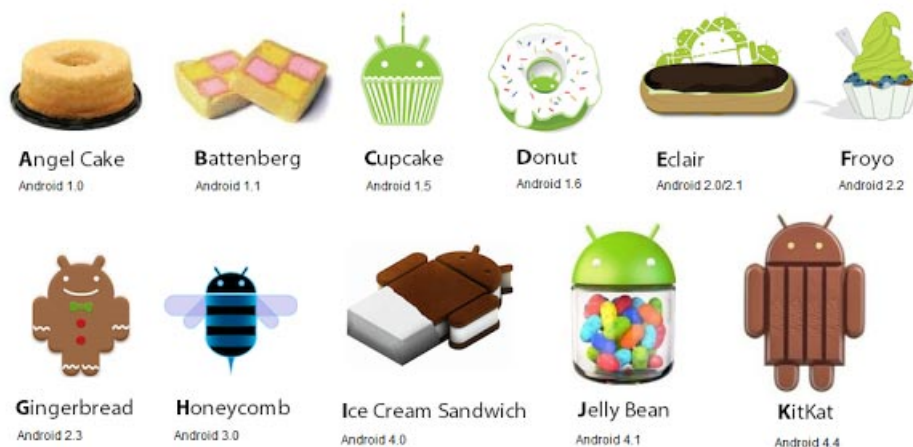 Angel Cake
Android 1.0
Battenberg
Android 1.1
Cupcake
Android 1.5
Donut
Android 1.6
Eclair
Android 2.0/2.1
Froyo
Android 2.2
Gingerbread
Android 2.3
Honeycomb
Android 3.0
Ice Cream Sandwich
Android 4.0
Jelly Bean
Android 4.1
KitKat
Android 4.4